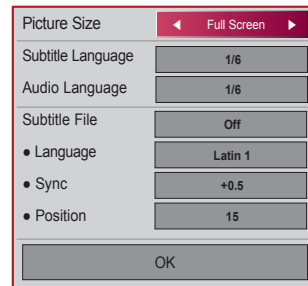 Picture Size ◄ Full Screen ►
Subtitle Language 1/6
Audio Language 1/6
Subtitle File Off
● Language Latin 1
● Sync +0.5
● Position 15
OK